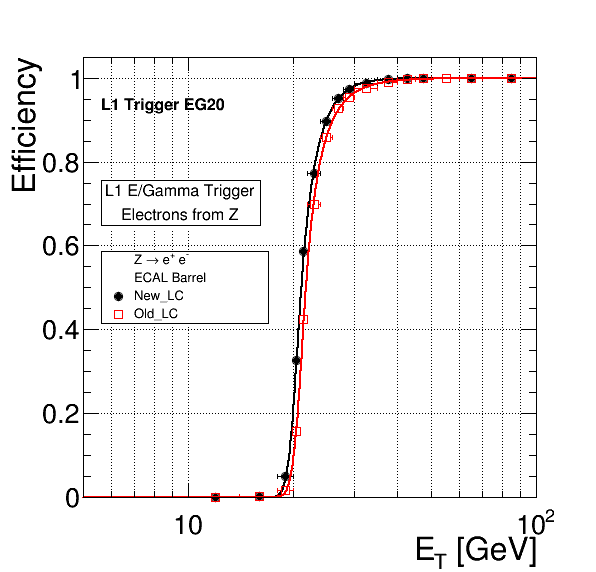 Efficiency
1
0.8
0.6
0.4
0.2
0
L1 Trigger EG20
L1 E/Gamma Trigger
Electrons from Z
Z → e⁺ e⁻
ECAL Barrel
New_LC
Old_LC
10
10²
E_T [GeV]